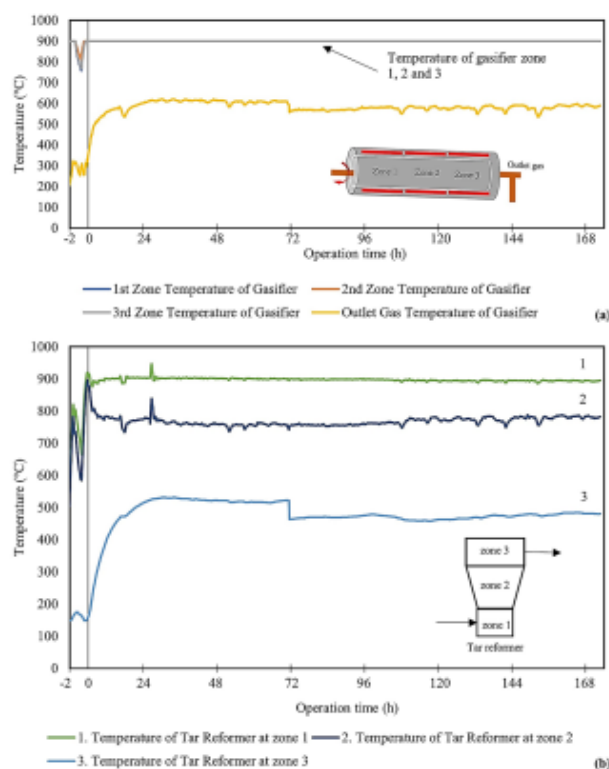 1000
900
800
700
600
500
400
300
200
100
0
Temperature (°C)
Temperature of gasifier zone
1, 2 and 3
Zone 1 Zone 2 Zone 3
Outlet gas
-2 0 24 48 72 96 120 144 168
Operation time (h)
1st Zone Temperature of Gasifier 2nd Zone Temperature of Gasifier
3rd Zone Temperature of Gasifier Outlet Gas Temperature of Gasifier
(a)
1000
900
800
700
600
500
400
300
200
100
0
Temperature (°C)
1
2
3
zone 3
zone 2
zone 1
Tar reformer
-2 0 24 48 72 96 120 144 168
Operation time (h)
1. Temperature of Tar Reformer at zone 1 2. Temperature of Tar Reformer at zone 2
3. Temperature of Tar Reformer at zone 3
(b)